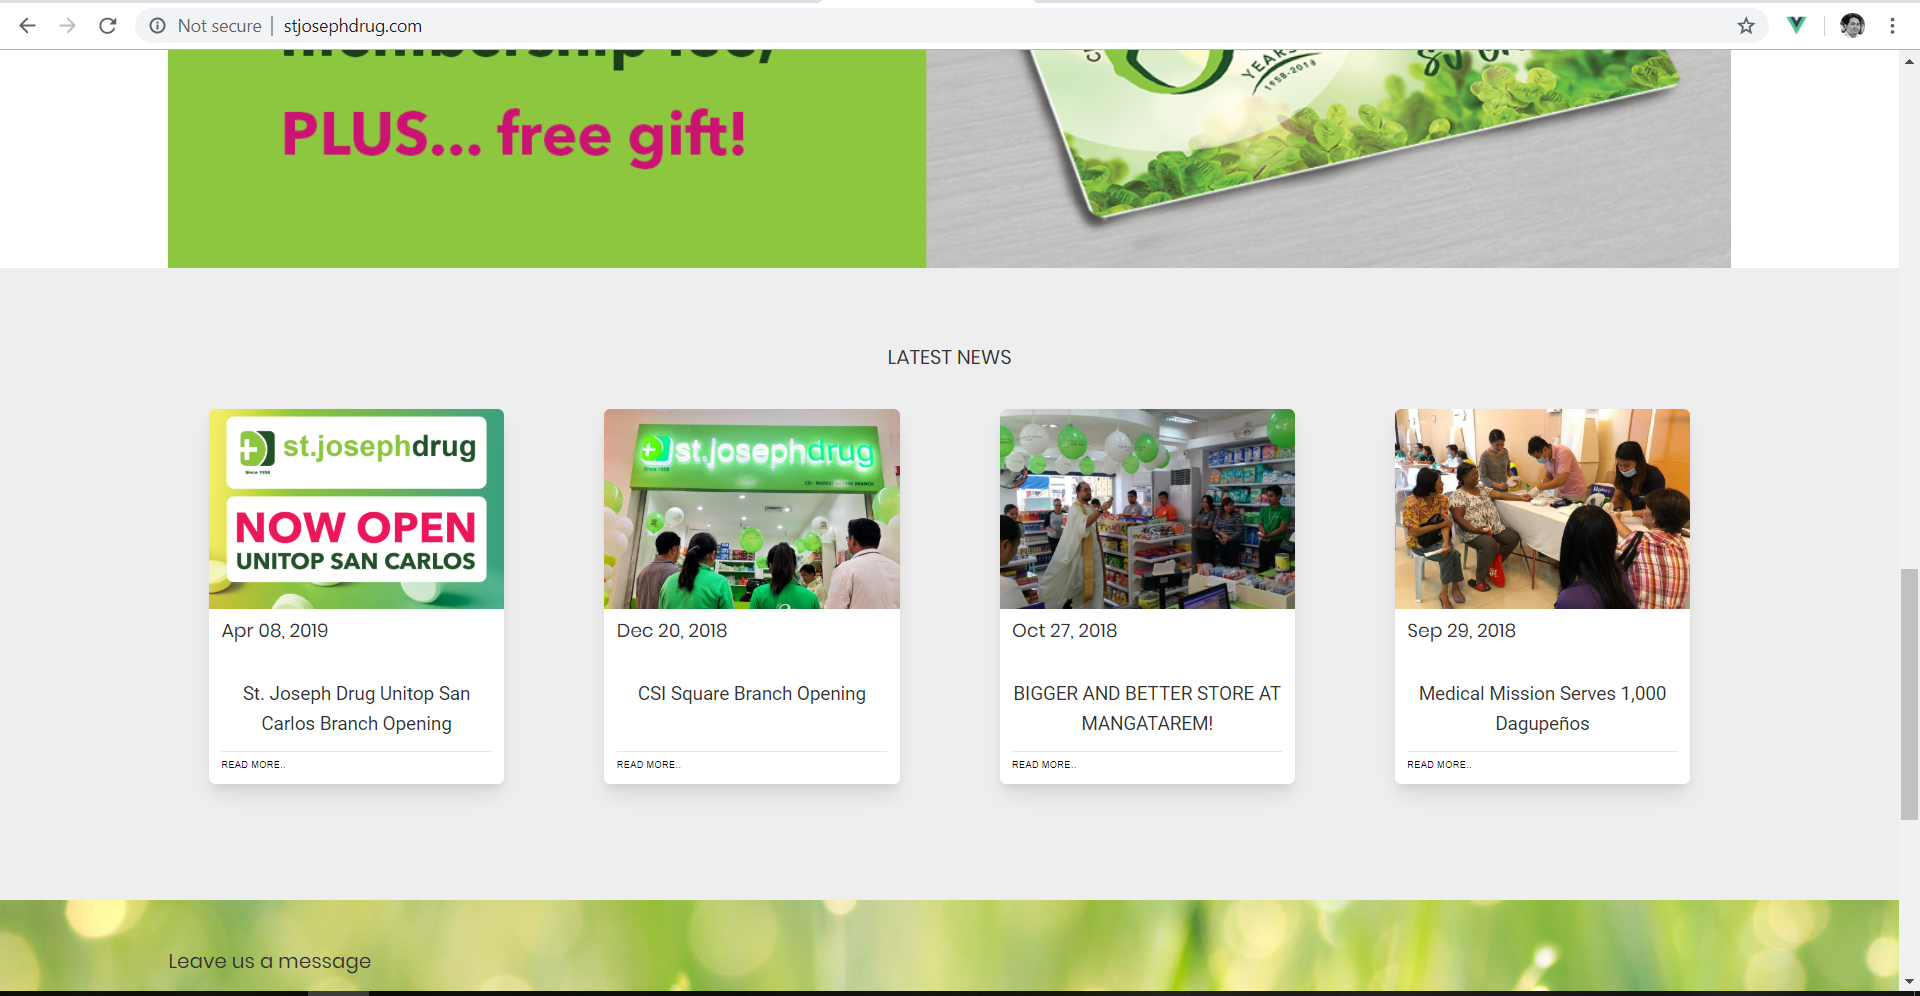 Not secure | stjosephdrug.com
membership fee,
PLUS... free gift!
YEARS
1958-2018
LATEST NEWS
st.josephdrug
Since 1958
NOW OPEN
UNITOP SAN CARLOS
Apr 08, 2019
St. Joseph Drug Unitop San
Carlos Branch Opening
READ MORE..
st.josephdrug
Since 1958
Dec 20, 2018
CSI Square Branch Opening
READ MORE..
Oct 27, 2018
BIGGER AND BETTER STORE AT
MANGATAREM!
READ MORE..
Sep 29, 2018
Medical Mission Serves 1,000
Dagupeños
READ MORE..
Leave us a message